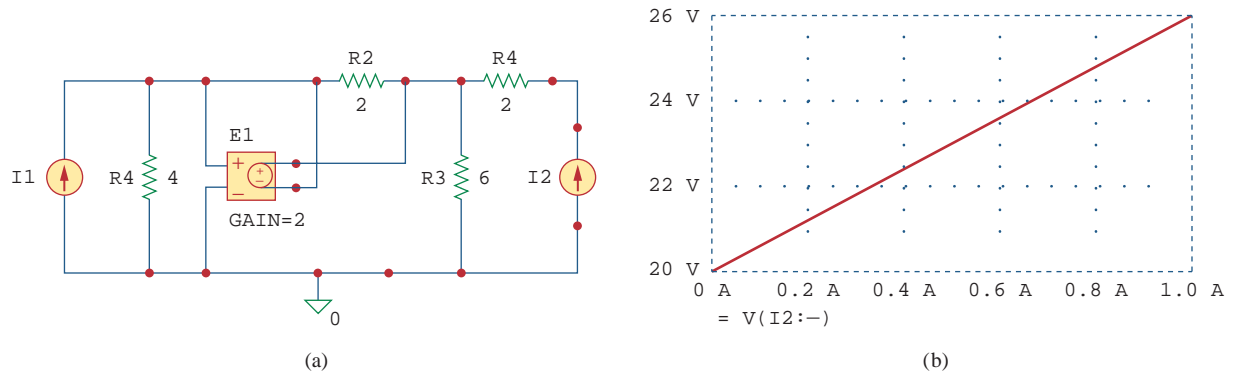 R2
2
R4
2
E1
+
−
+
−
I1
R4
4
GAIN=2
R3
6
I2
0
(a)
26 V
24 V
22 V
20 V
0 A
0.2 A
0.4 A
0.6 A
0.8 A
1.0 A
= V(I2:−)
(b)